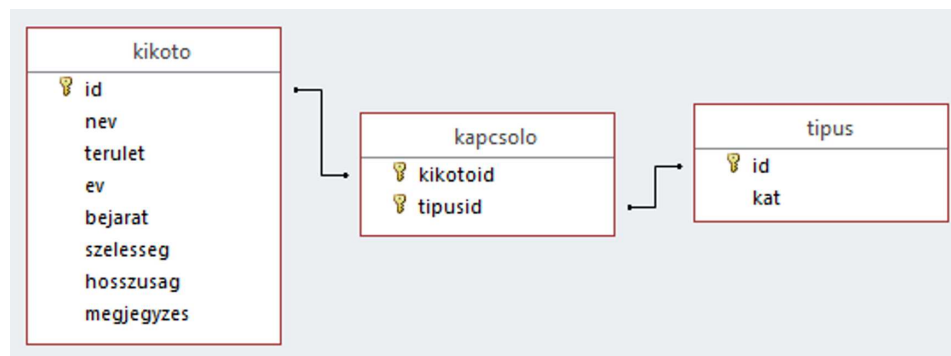 kikoto
id
nev
terulet
ev
bejarat
szelesseg
hosszusag
megjegyzes
kapcsolo
kikotoid
tipusid
tipus
id
kat